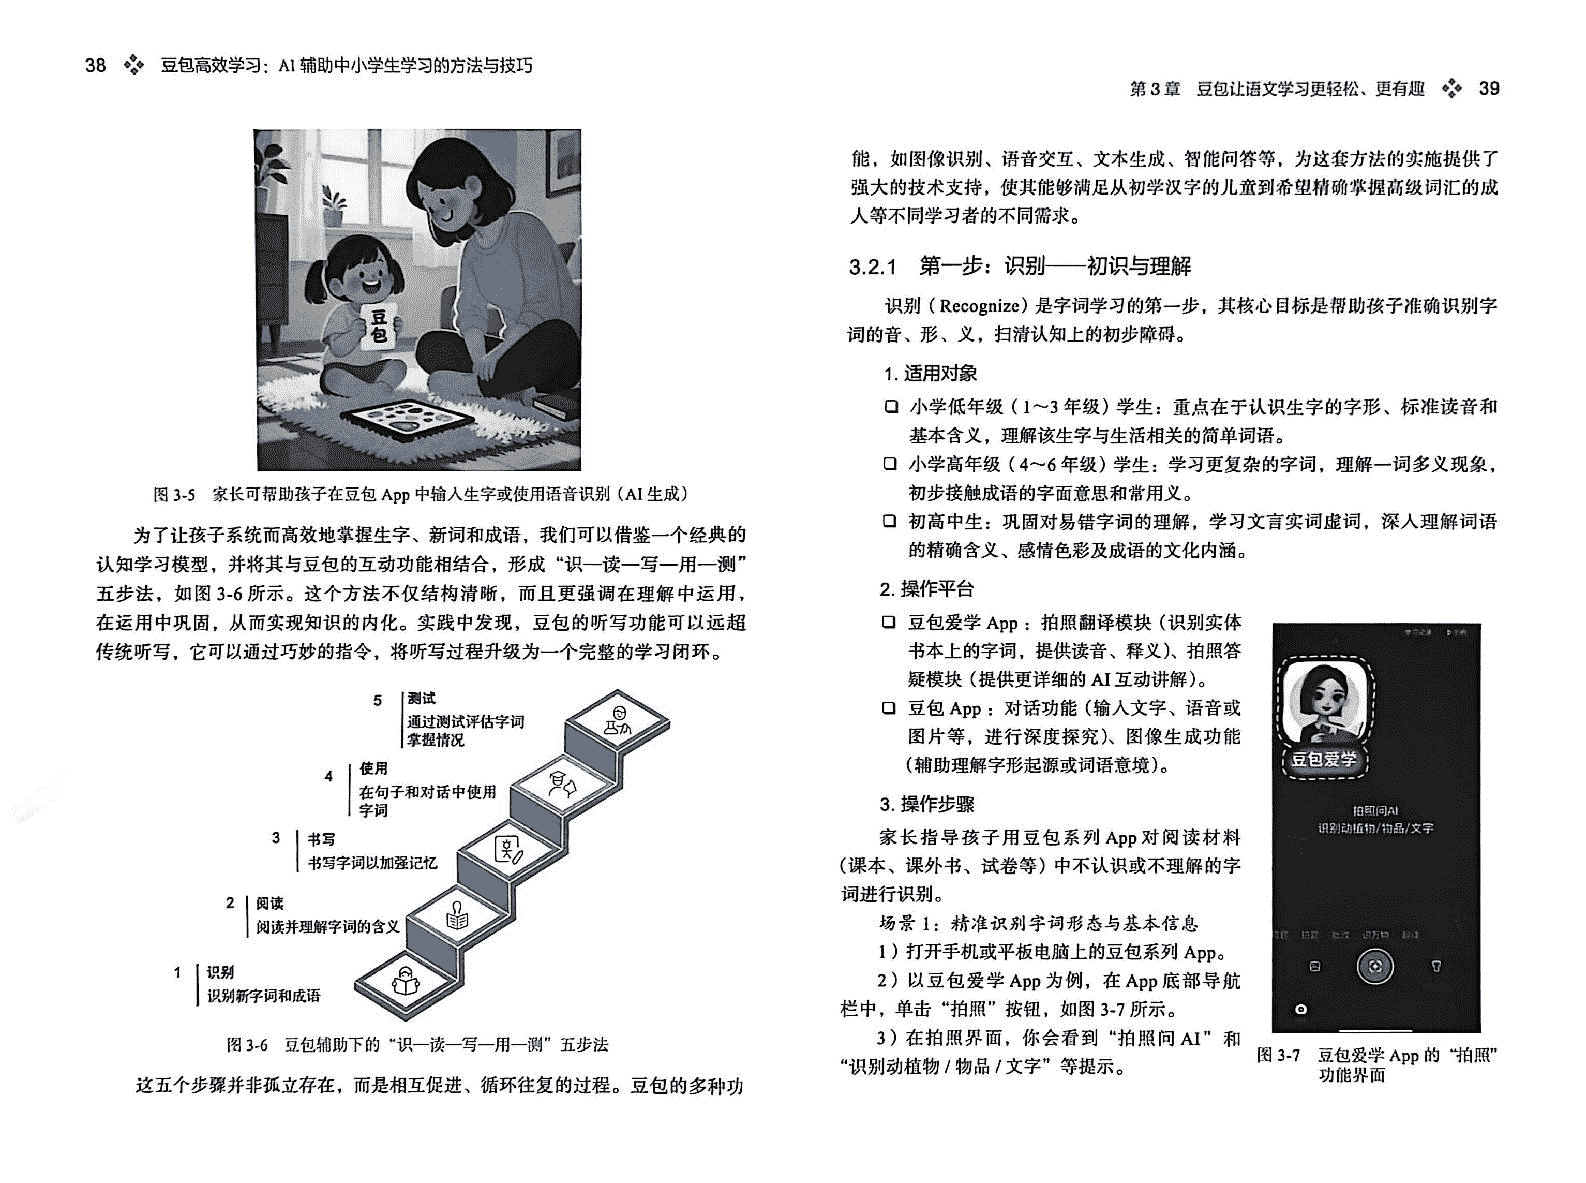 38 豆包高效学习：AI 辅助中小学生学习的方法与技巧
豆
包
图 3-5 家长可帮助孩子在豆包 App 中输入生字或使用语音识别（AI 生成）
为了让孩子系统而高效地掌握生字、新词和成语，我们可以借鉴一个经典的
认知学习模型，并将其与豆包的互动功能相结合，形成“识—读—写—用—测”
五步法，如图 3-6 所示。这个方法不仅结构清晰，而且更强调在理解中运用，
在运用中巩固，从而实现知识的内化。实践中发现，豆包的听写功能可以远超
传统听写，它可以通过巧妙的指令，将听写过程升级为一个完整的学习闭环。
5 测试
通过测试评估字词
掌握情况
4 使用
在句子和对话中使用
字词
3 书写
书写字词以加强记忆
2 阅读
阅读并理解字词的含义
1 识别
识别新字词和成语
图 3-6 豆包辅助下的“识—读—写—用—测”五步法
这五个步骤并非孤立存在，而是相互促进、循环往复的过程。豆包的多种功
第 3 章 豆包让语文学习更轻松、更有趣 39
能，如图像识别、语音交互、文本生成、智能问答等，为这套方法的实施提供了
强大的技术支持，使其能够满足从初学汉字的儿童到希望精确掌握高级词汇的成
人等不同学习者的不同需求。
3.2.1 第一步：识别——初识与理解
识别（Recognize）是字词学习的第一步，其核心目标是帮助孩子准确识别字
词的音、形、义，扫清认知上的初步障碍。
1. 适用对象
❑ 小学低年级（1～3 年级）学生：重点在于认识生字的字形、标准读音和
基本含义，理解该生字与生活相关的简单词语。
❑ 小学高年级（4～6 年级）学生：学习更复杂的字词，理解一词多义现象，
初步接触成语的字面意思和常用义。
❑ 初高中生：巩固对易错字词的理解，学习文言实词虚词，深入理解词语
的精确含义、感情色彩及成语的文化内涵。
2. 操作平台
❑ 豆包爱学 App：拍照翻译模块（识别实体
书本上的字词，提供读音、释义）、拍照答
疑模块（提供更详细的 AI 互动讲解）。
❑ 豆包 App：对话功能（输入文字、语音或
图片等，进行深度探究）、图像生成功能
（辅助理解字形起源或词语意境）。
3. 操作步骤
家长指导孩子用豆包系列 App 对阅读材料
（课本、课外书、试卷等）中不认识或不理解的字
词进行识别。
场景 1：精准识别字词形态与基本信息
1）打开手机或平板电脑上的豆包系列 App。
2）以豆包爱学 App 为例，在 App 底部导航
栏中，单击“拍照”按钮，如图 3-7 所示。
3）在拍照界面，你会看到“拍照问 AI”和
“识别动植物 / 物品 / 文字”等提示。
豆包爱学
拍照问AI
识别动植物/物品/文字
图 3-7 豆包爱学 App 的“拍照”
功能界面